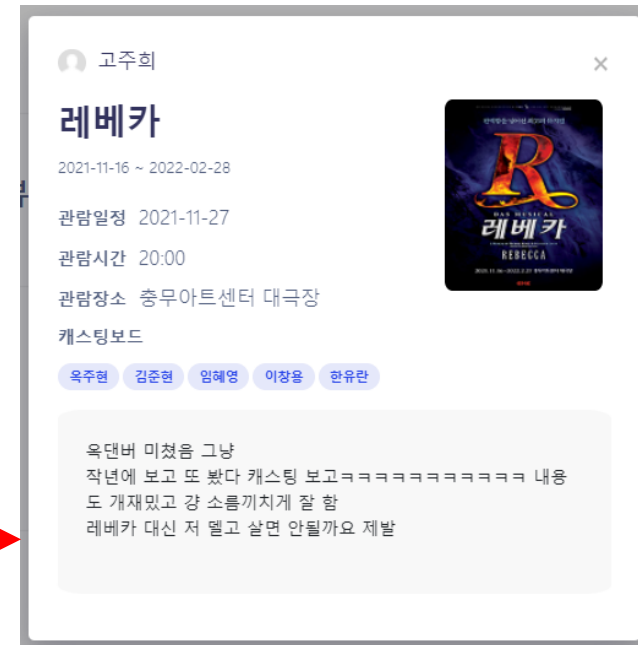 고주희
×
레베카
2021-11-16 ~ 2022-02-28
관람일정 2021-11-27
관람시간 20:00
관람장소 충무아트센터 대극장
캐스팅보드
옥주현 김준현 임혜영 이창용 한유란
R
DAS MUSICAL
레베카
REBECCA
옥댄버 미쳤음 그냥
작년에 보고 또 봤다 캐스팅 보고ㅋㅋㅋㅋㅋㅋㅋㅋㅋㅋㅋ 내용
도 개재밌고 걍 소름끼치게 잘 함
레베카 대신 저 델고 살면 안될까요 제발